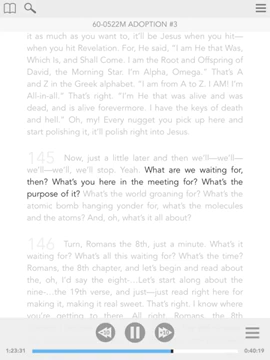 60-0522M ADOPTION #3
it as much as you want to, it'll be Jesus when you hit—
when you hit Revelation. For, He said, “I am He that Was,
Which Is, and Shall Come. I am the Root and Offspring of
David, the Morning Star. I'm Alpha, Omega.” That's A
and Z in the Greek alphabet. “I am from A to Z. I AM! I'm
All-in-all.” That's right. “I'm He that was alive and was
dead, and is alive forevermore. I have the keys of death
and hell.” Oh, my! Every nugget you pick up here and
start polishing it, it'll polish right into Jesus.
145 Now, just a little later and then we'll—we'll—
we'll—we'll, we'll stop. Yeah. What are we waiting for,
then? What's you here in the meeting for? What's the
purpose of it? What's the world groaning for? What's the
atomic bomb hanging yonder for, what's the molecules
and the atoms? And, oh, what's it all about?
146 Turn, Romans the 8th, just a minute. What's it
waiting for? What's all this waiting for? What's the time?
Romans, the 8th chapter, and let's begin and read about
the, oh, I'd say the eight-…Let's start along about the
nine-…the 19th verse, and just—just read right here for
making it, making it real sweet. That's right. I know where
you're getting to there. All right. Romans, the 8th
1:23:31
0:40:19